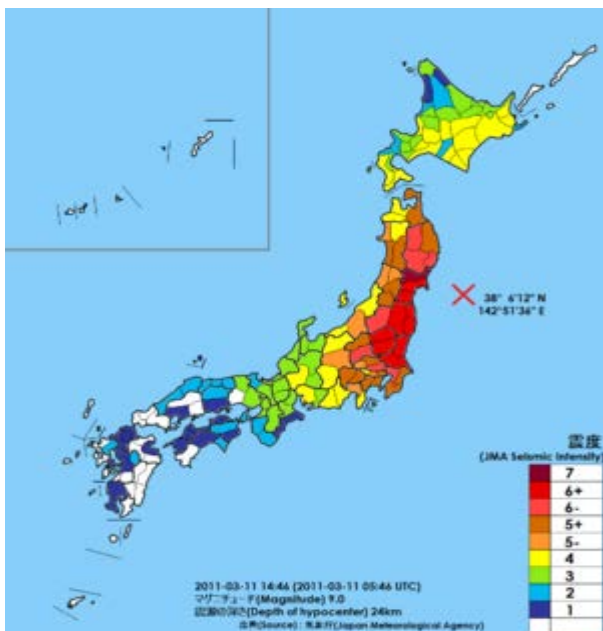 38° 6'12" N
142°51'36" E
震度
(JMA Seismic Intensity)
7
6+
6-
5+
5-
4
3
2
1
2011-03-11 14:46 (2011-03-11 05:46 UTC)
マグニチュード(Magnitude) 9.0
震源の深さ(Depth of hypocenter) 24km
出典(Source) : 気象庁(Japan Meteorological Agency)